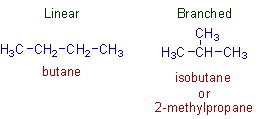 Linear
H₃C-CH₂-CH₂-CH₃
butane
Branched
CH₃
H₃C-CH-CH₃
isobutane
or
2-methylpropane